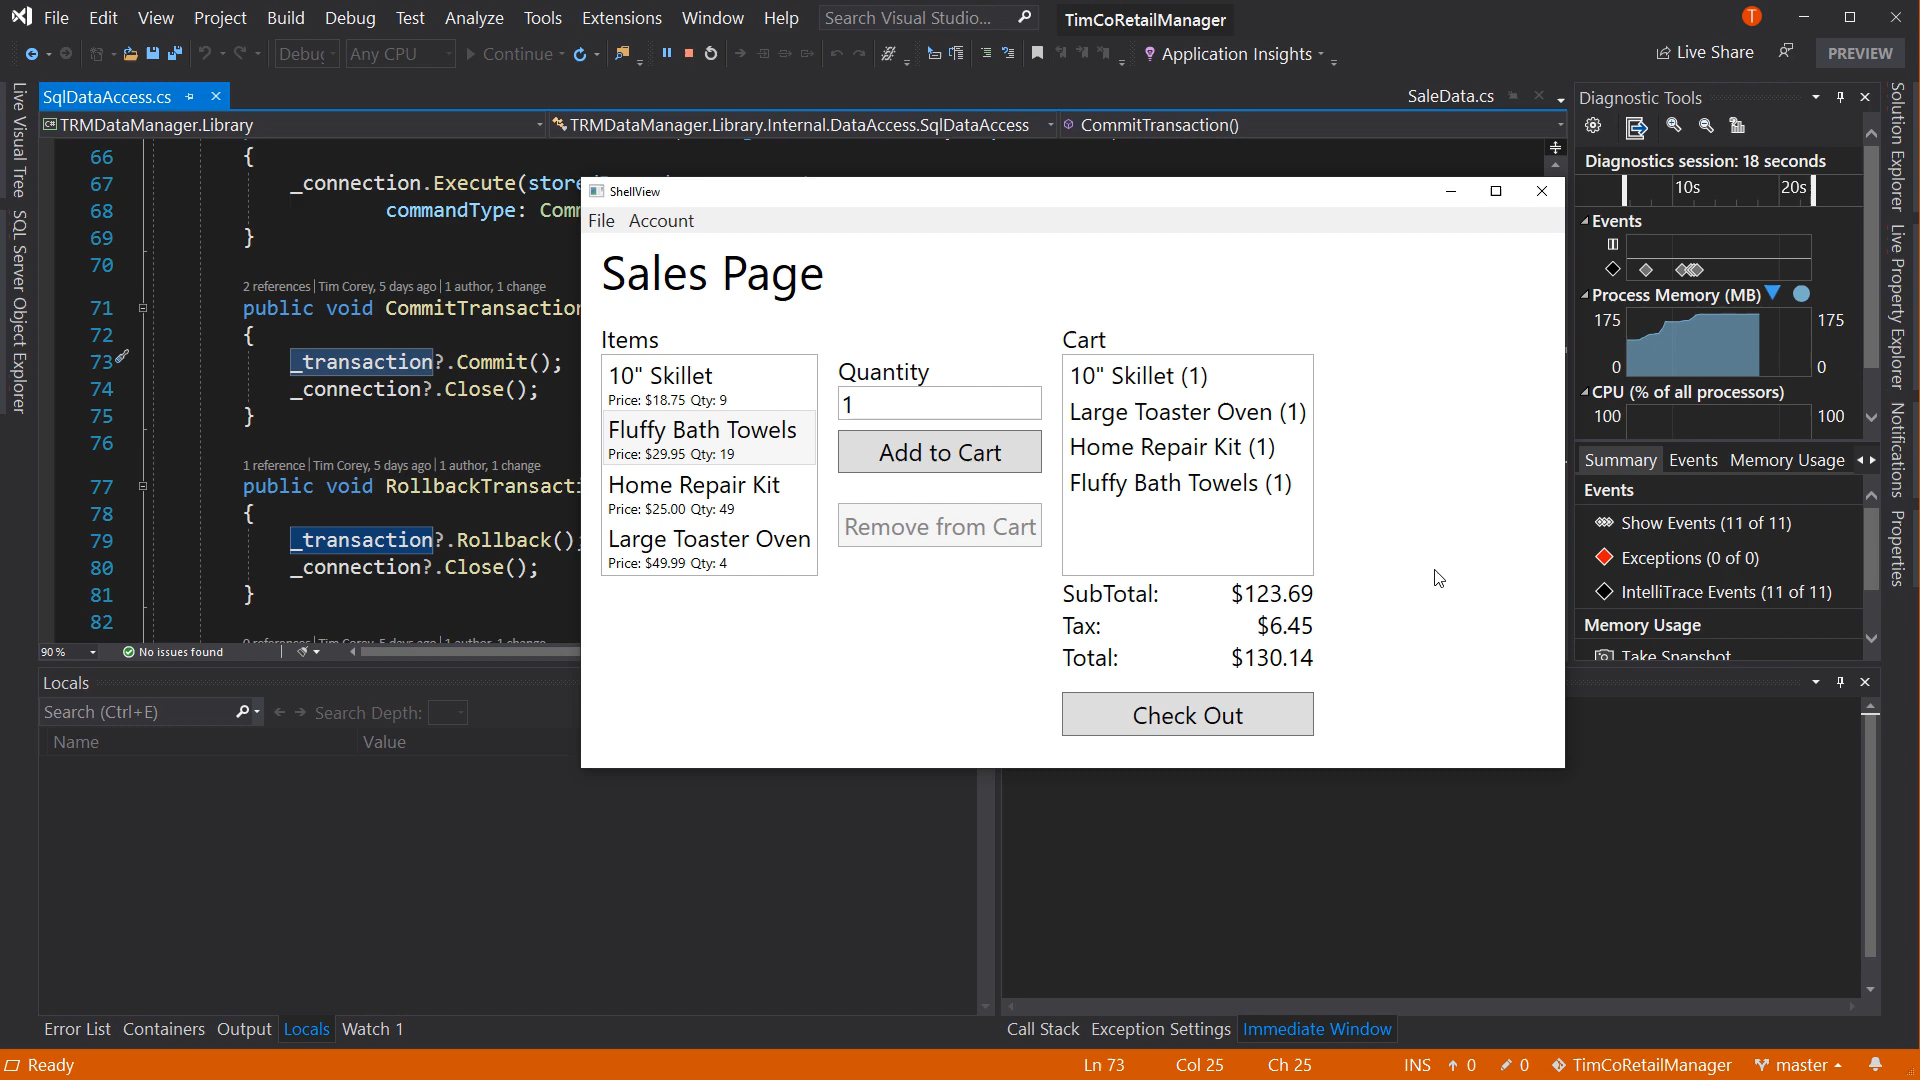 File Edit View Project Build Debug Test Analyze Tools Extensions Window Help Search Visual Studio... TimCoRetailManager T
Debug Any CPU Continue Application Insights Live Share PREVIEW
SqlDataAccess.cs SaleData.cs
TRMDataManager.Library TRMDataManager.Library.Internal.DataAccess.SqlDataAccess CommitTransaction()
66 {
67 _connection.Execute(store
68 commandType: Comm
69 }
70
2 references | Tim Corey, 5 days ago | 1 author, 1 change
71 public void CommitTransaction
72 {
73 _transaction?.Commit();
74 _connection?.Close();
75 }
76
1 reference | Tim Corey, 5 days ago | 1 author, 1 change
77 public void RollbackTransacti
78 {
79 _transaction?.Rollback();
80 _connection?.Close();
81 }
82
0 references | Tim Corey, 5 days ago | 1 author, 1 change
90 % No issues found
Live Visual Tree
SQL Server Object Explorer
ShellView
File Account
Sales Page
Items
10" Skillet
Price: $18.75 Qty: 9
Fluffy Bath Towels
Price: $29.95 Qty: 19
Home Repair Kit
Price: $25.00 Qty: 49
Large Toaster Oven
Price: $49.99 Qty: 4
Quantity
1
Add to Cart
Remove from Cart
Cart
10" Skillet (1)
Large Toaster Oven (1)
Home Repair Kit (1)
Fluffy Bath Towels (1)
SubTotal: $123.69
Tax: $6.45
Total: $130.14
Check Out
Diagnostic Tools
Diagnostics session: 18 seconds
10s 20s
Events
Process Memory (MB)
175 175
0 0
CPU (% of all processors)
100 100
Summary Events Memory Usage
Events
Show Events (11 of 11)
Exceptions (0 of 0)
IntelliTrace Events (11 of 11)
Memory Usage
Take Snapshot
Solution Explorer
Live Property Explorer
Notifications
Properties
Locals
Search (Ctrl+E) Search Depth:
Name Value
Error List Containers Output Locals Watch 1
Call Stack Exception Settings Immediate Window
Ready Ln 73 Col 25 Ch 25 INS 0 0 TimCoRetailManager master